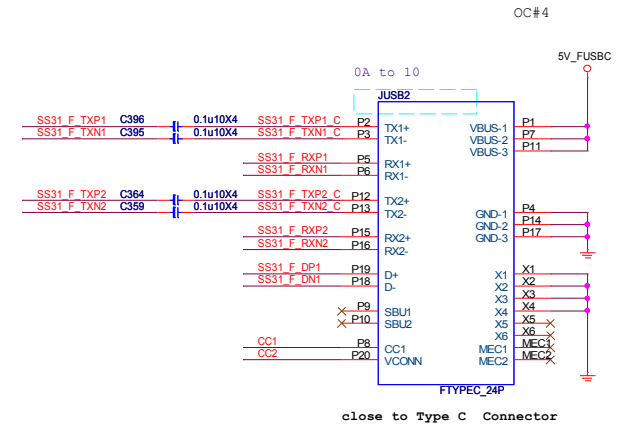 OC#4
5V_FUSBC
0A to 10
JUSB2
SS31_F_TXP1 C396 0.1u10X4 SS31_F_TXP1_C P2 TX1+ VBUS-1 P1
SS31_F_TXN1 C395 0.1u10X4 SS31_F_TXN1_C P3 TX1- VBUS-2 P7
VBUS-3 P11
SS31_F_RXP1 P5 RX1+
SS31_F_RXN1 P6 RX1-
SS31_F_TXP2 C364 0.1u10X4 SS31_F_TXP2_C P12 TX2+
SS31_F_TXN2 C359 0.1u10X4 SS31_F_TXN2_C P13 TX2- GND-1 P4
GND-2 P14
SS31_F_RXP2 P15 RX2+ GND-3 P17
SS31_F_RXN2 P16 RX2-
SS31_F_DP1 P19 D+ X1 X1
SS31_F_DN1 P18 D- X2 X2
X3 X3
P9 SBU1 X4 X4
P10 SBU2 X5 X5
X6 X6
CC1 P8 CC1 MEC1 MEC1
CC2 P20 VCONN MEC2 MEC2
FTYPEC_24P
close to Type C Connector